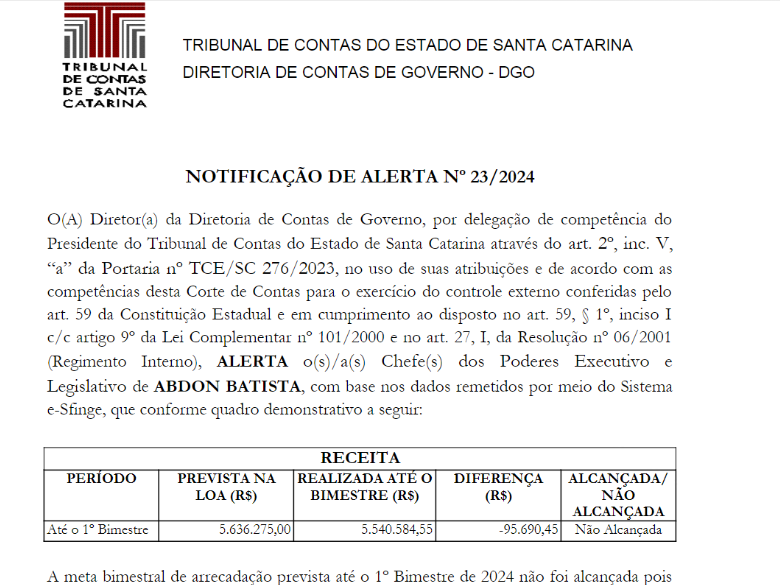 TRIBUNAL
DE CONTAS
DE SANTA
CATARINA
TRIBUNAL DE CONTAS DO ESTADO DE SANTA CATARINA
DIRETORIA DE CONTAS DE GOVERNO - DGO
NOTIFICAÇÃO DE ALERTA Nº 23/2024
O(A) Diretor(a) da Diretoria de Contas de Governo, por delegação de competência do
Presidente do Tribunal de Contas do Estado de Santa Catarina através do art. 2º, inc. V,
“a” da Portaria nº TCE/SC 276/2023, no uso de suas atribuições e de acordo com as
competências desta Corte de Contas para o exercício do controle externo conferidas pelo
art. 59 da Constituição Estadual e em cumprimento ao disposto no art. 59, § 1º, inciso I
c/c artigo 9º da Lei Complementar nº 101/2000 e no art. 27, I, da Resolução nº 06/2001
(Regimento Interno), ALERTA o(s)/a(s) Chefe(s) dos Poderes Executivo e
Legislativo de ABDON BATISTA, com base nos dados remetidos por meio do Sistema
e-Sfinge, que conforme quadro demonstrativo a seguir:
RECEITA
PERÍODO PREVISTA NA LOA (R$) REALIZADA ATÉ O BIMESTRE (R$) DIFERENÇA (R$) ALCANÇADA/ NÃO ALCANÇADA
Até o 1º Bimestre 5.636.275,00 5.540.584,55 -95.690,45 Não Alcançada
A meta bimestral de arrecadação prevista até o 1º Bimestre de 2024 não foi alcançada pois